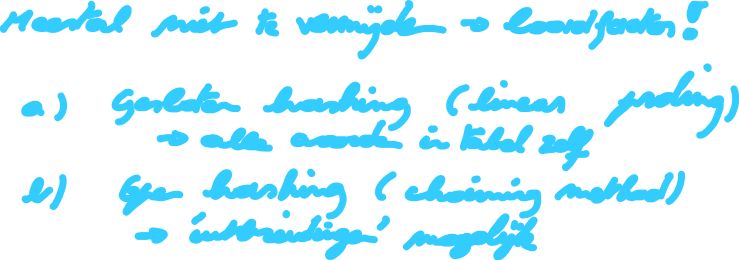 Meestal niet te vermijden → loadfactor!
a) Gesloten hashing (linear probing)
→ alle waarden in tabel zelf
b) Open hashing (chaining method)
→ 'uitbreidingen' mogelijk